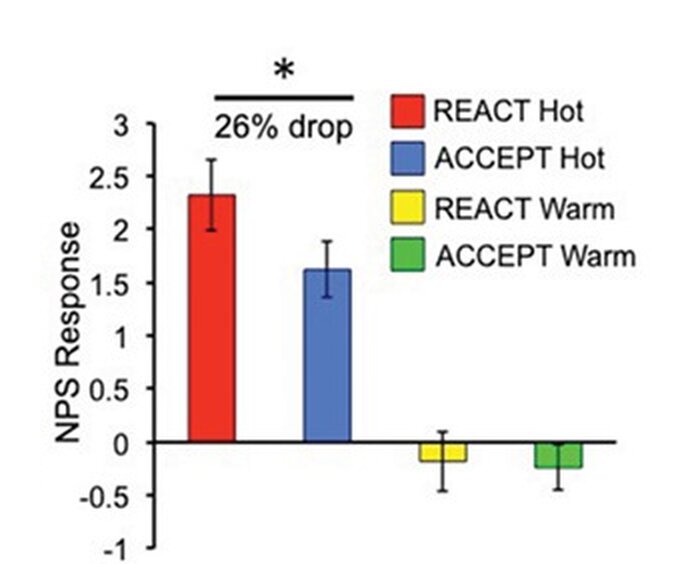 *
26% drop
REACT Hot
ACCEPT Hot
REACT Warm
ACCEPT Warm
NPS Response
3
2.5
2
1.5
1
0.5
0
-0.5
-1